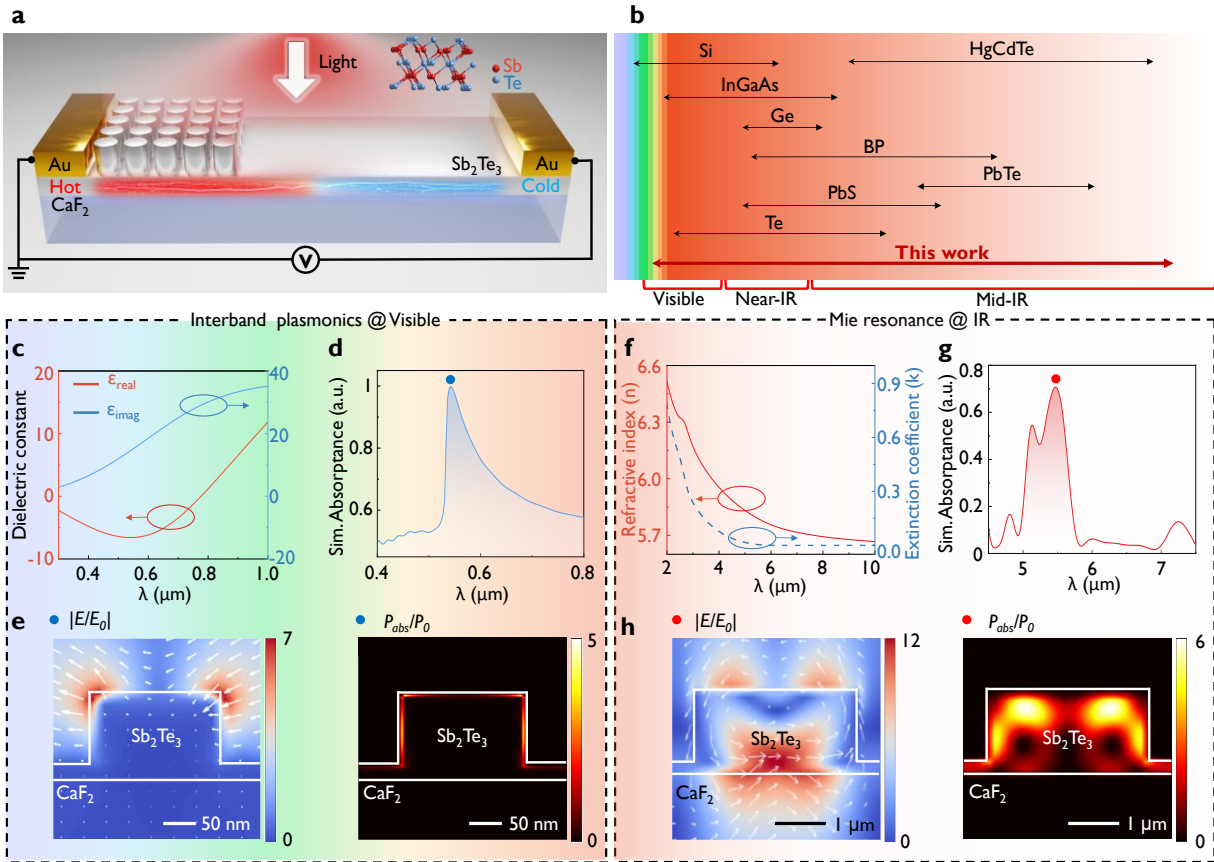 a
Light
Sb
Te
Au
Sb₂Te₃
Au
Hot
Cold
CaF₂
V
b
Si
HgCdTe
InGaAs
Ge
BP
PbTe
PbS
Te
This work
Visible
Near-IR
Mid-IR
Interband plasmonics @ Visible
c
Dielectric constant
20
15
10
5
0
-5
-10
ε_real
ε_imag
40
20
0
-20
0.4
0.6
0.8
1.0
λ (μm)
d
Sim. Absorptance (a.u.)
1
0.8
0.6
0.4
0.6
0.8
λ (μm)
e
|E/E₀|
7
0
Sb₂Te₃
CaF₂
50 nm
P_abs/P₀
5
0
Sb₂Te₃
CaF₂
50 nm
Mie resonance @ IR
f
Refractive index (n)
6.6
6.3
6.0
5.7
Extinction coefficient (k)
0.9
0.6
0.3
0.0
2
4
6
8
10
λ (μm)
g
Sim. Absorptance (a.u.)
0.8
0.6
0.4
0.2
0.0
5
6
7
λ (μm)
h
|E/E₀|
12
0
Sb₂Te₃
CaF₂
1 μm
P_abs/P₀
6
0
Sb₂Te₃
CaF₂
1 μm